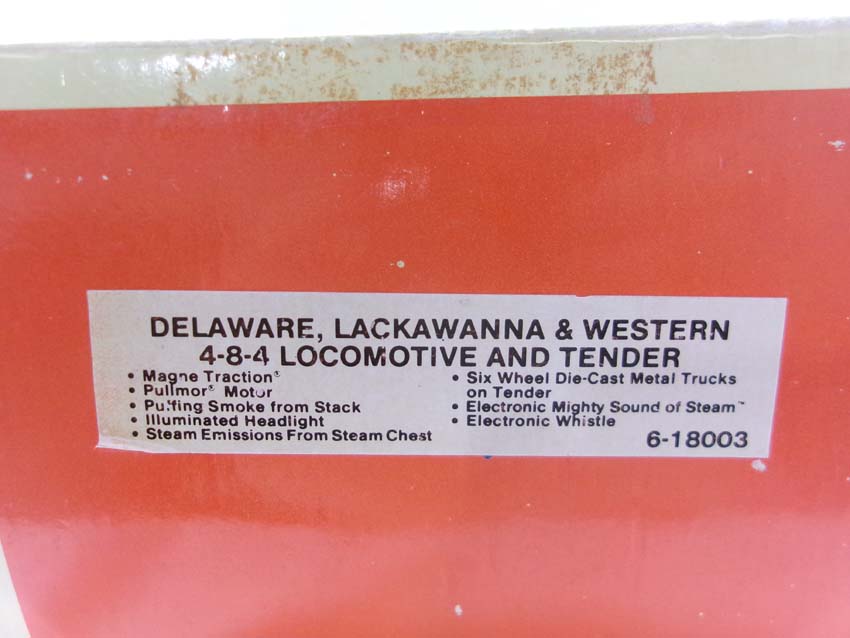 DELAWARE, LACKAWANNA & WESTERN
4-8-4 LOCOMOTIVE AND TENDER
• Magne Traction®
• Pullmor® Motor
• Puffing Smoke from Stack
• Illuminated Headlight
• Steam Emissions From Steam Chest
• Six Wheel Die-Cast Metal Trucks
on Tender
• Electronic Mighty Sound of Steam™
• Electronic Whistle
6-18003